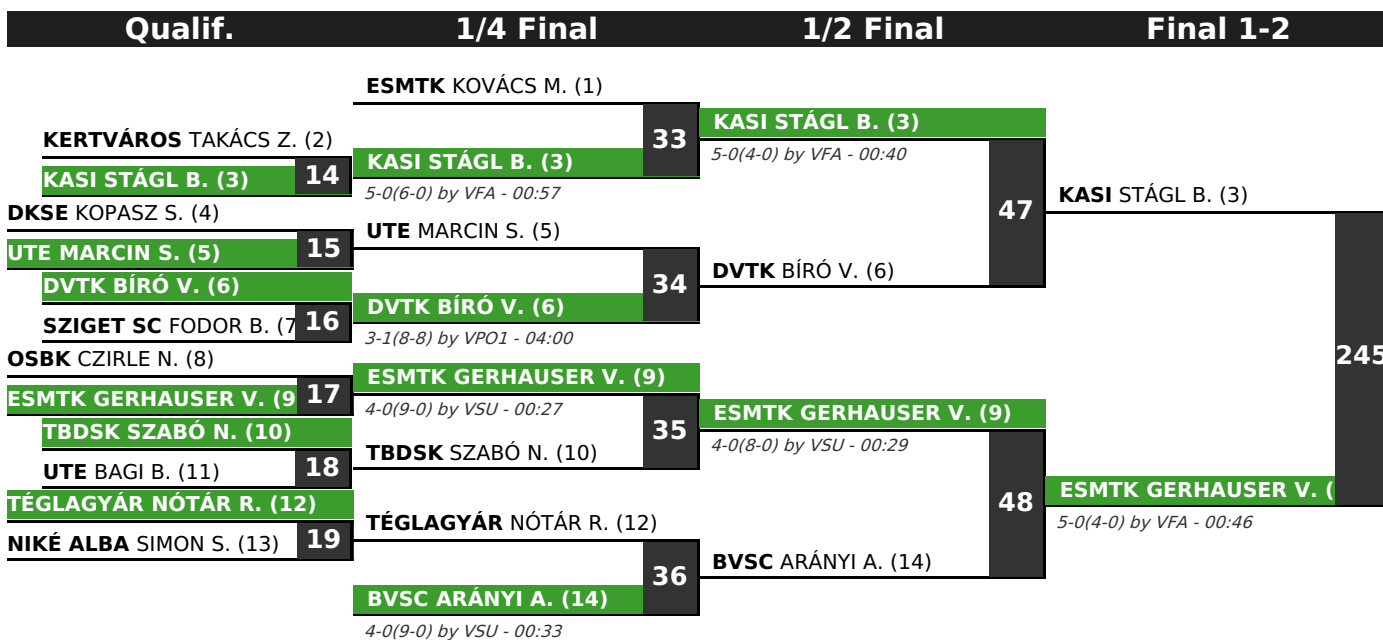 Qualif.
1/4 Final
1/2 Final
Final 1-2
KERTVÁROS TAKÁCS Z. (2)
KASI STÁGL B. (3)
14
DKSE KOPASZ S. (4)
UTE MARCIN S. (5)
15
DVTK BÍRÓ V. (6)
SZIGET SC FODOR B. (7
16
OSBK CZIRLE N. (8)
ESMTK GERHAUSER V. (9
17
TBDSK SZABÓ N. (10)
UTE BAGI B. (11)
18
TÉGLAGYÁR NÓTÁR R. (12)
NIKÉ ALBA SIMON S. (13)
19
ESMTK KOVÁCS M. (1)
KASI STÁGL B. (3)
33
5-0(6-0) by VFA - 00:57
UTE MARCIN S. (5)
DVTK BÍRÓ V. (6)
34
3-1(8-8) by VPO1 - 04:00
ESMTK GERHAUSER V. (9)
4-0(9-0) by VSU - 00:27
35
TBDSK SZABÓ N. (10)
TÉGLAGYÁR NÓTÁR R. (12)
36
BVSC ARÁNYI A. (14)
4-0(9-0) by VSU - 00:33
KASI STÁGL B. (3)
5-0(4-0) by VFA - 00:40
47
DVTK BÍRÓ V. (6)
ESMTK GERHAUSER V. (9)
4-0(8-0) by VSU - 00:29
48
BVSC ARÁNYI A. (14)
KASI STÁGL B. (3)
245
ESMTK GERHAUSER V. (
5-0(4-0) by VFA - 00:46